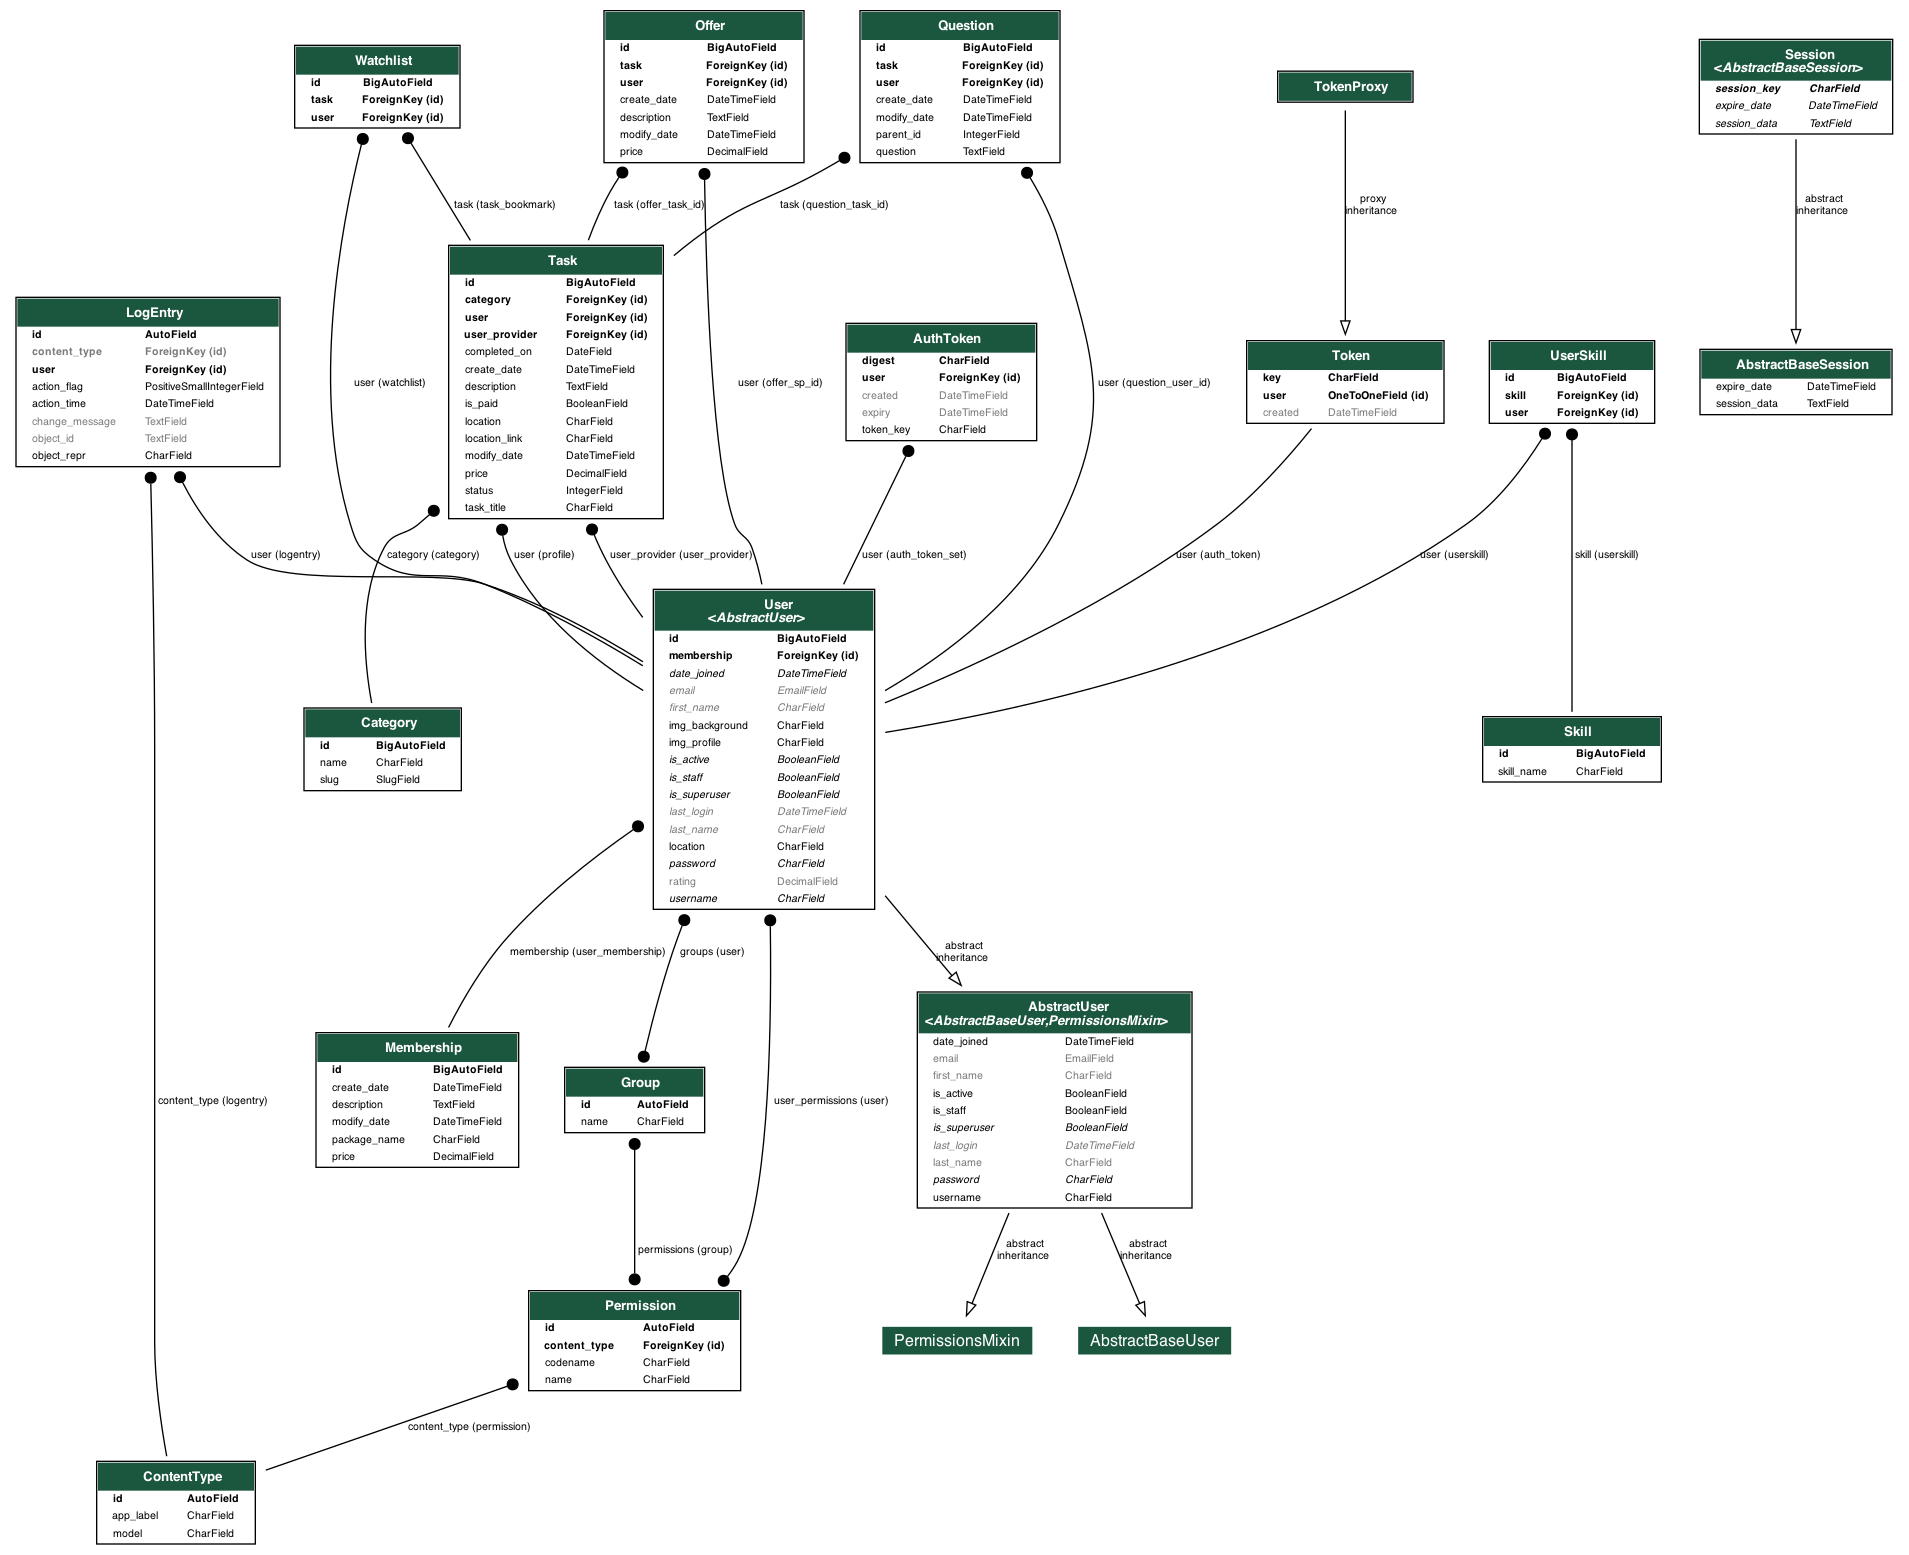 Offer
id BigAutoField
task ForeignKey (id)
user ForeignKey (id)
create_date DateTimeField
description TextField
modify_date DateTimeField
price DecimalField
Question
id BigAutoField
task ForeignKey (id)
user ForeignKey (id)
create_date DateTimeField
modify_date DateTimeField
parent_id IntegerField
question TextField
Watchlist
id BigAutoField
task ForeignKey (id)
user ForeignKey (id)
TokenProxy
Session
<AbstractBaseSession>
session_key CharField
expire_date DateTimeField
session_data TextField
task (task_bookmark)
task (offer_task_id)
task (question_task_id)
proxy
inheritance
abstract
inheritance
Task
id BigAutoField
category ForeignKey (id)
user ForeignKey (id)
user_provider ForeignKey (id)
completed_on DateField
create_date DateTimeField
description TextField
is_paid BooleanField
location CharField
location_link CharField
modify_date DateTimeField
price DecimalField
status IntegerField
task_title CharField
LogEntry
id AutoField
content_type ForeignKey (id)
user ForeignKey (id)
action_flag PositiveSmallIntegerField
action_time DateTimeField
change_message TextField
object_id TextField
object_repr CharField
user (watchlist)
user (offer_sp_id)
AuthToken
digest CharField
user ForeignKey (id)
created DateTimeField
expiry DateTimeField
token_key CharField
user (question_user_id)
Token
key CharField
user OneToOneField (id)
created DateTimeField
UserSkill
id BigAutoField
skill ForeignKey (id)
user ForeignKey (id)
AbstractBaseSession
expire_date DateTimeField
session_data TextField
user (logentry)
category (category)
user (profile)
user_provider (user_provider)
user (auth_token_set)
user (auth_token)
user (userskill)
skill (userskill)
User
<AbstractUser>
id BigAutoField
membership ForeignKey (id)
date_joined DateTimeField
email EmailField
first_name CharField
img_background CharField
img_profile CharField
is_active BooleanField
is_staff BooleanField
is_superuser BooleanField
last_login DateTimeField
last_name CharField
location CharField
password CharField
rating DecimalField
username CharField
Category
id BigAutoField
name CharField
slug SlugField
Skill
id BigAutoField
skill_name CharField
membership (user_membership)
groups (user)
abstract
inheritance
Membership
id BigAutoField
create_date DateTimeField
description TextField
modify_date DateTimeField
package_name CharField
price DecimalField
Group
id AutoField
name CharField
AbstractUser
<AbstractBaseUser,PermissionsMixin>
date_joined DateTimeField
email EmailField
first_name CharField
is_active BooleanField
is_staff BooleanField
is_superuser BooleanField
last_login DateTimeField
last_name CharField
password CharField
username CharField
content_type (logentry)
user_permissions (user)
permissions (group)
abstract
inheritance
abstract
inheritance
Permission
id AutoField
content_type ForeignKey (id)
codename CharField
name CharField
PermissionsMixin
AbstractBaseUser
content_type (permission)
ContentType
id AutoField
app_label CharField
model CharField